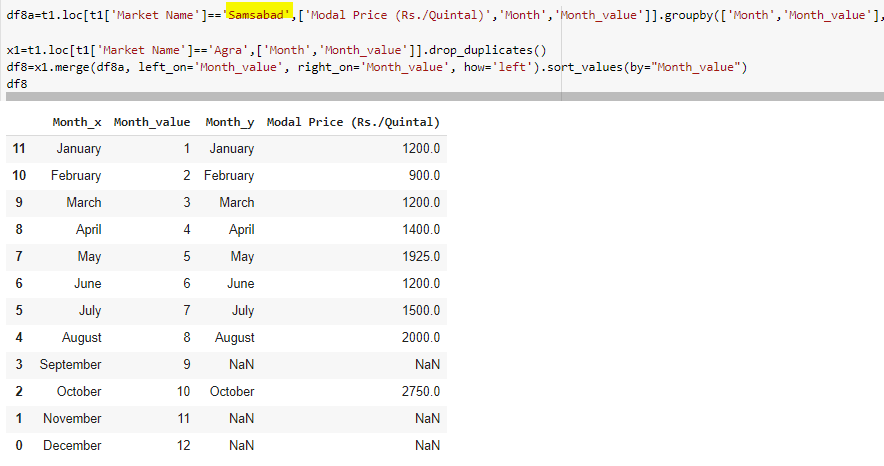 df8a=t1.loc[t1['Market Name']=='Samsabad',['Modal Price (Rs./Quintal)','Month','Month_value']].groupby(['Month','Month_value'],
x1=t1.loc[t1['Market Name']=='Agra',['Month','Month_value']].drop_duplicates()
df8=x1.merge(df8a, left_on='Month_value', right_on='Month_value', how='left').sort_values(by="Month_value")
df8
Month_x Month_value Month_y Modal Price (Rs./Quintal)
11 January 1 January 1200.0
10 February 2 February 900.0
9 March 3 March 1200.0
8 April 4 April 1400.0
7 May 5 May 1925.0
6 June 6 June 1200.0
5 July 7 July 1500.0
4 August 8 August 2000.0
3 September 9 NaN NaN
2 October 10 October 2750.0
1 November 11 NaN NaN
0 December 12 NaN NaN